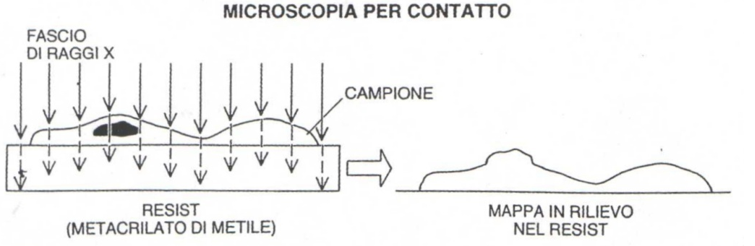 MICROSCOPIA PER CONTATTO
FASCIO
DI RAGGI X
CAMPIONE
RESIST
(METACRILATO DI METILE)
MAPPA IN RILIEVO
NEL RESIST